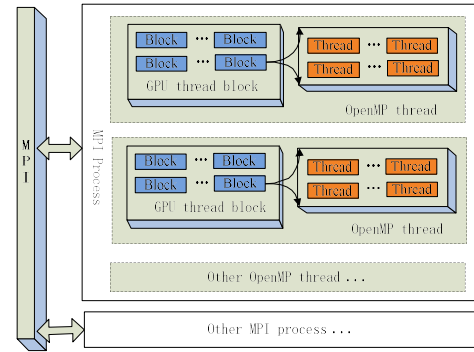 MPI
MPI Process
Block ... Block
Block ... Block
GPU thread block
Thread ... Thread
Thread ... Thread
OpenMP thread
Block ... Block
Block ... Block
GPU thread block
Thread ... Thread
Thread ... Thread
OpenMP thread
Other OpenMP thread ...
Other MPI process ...